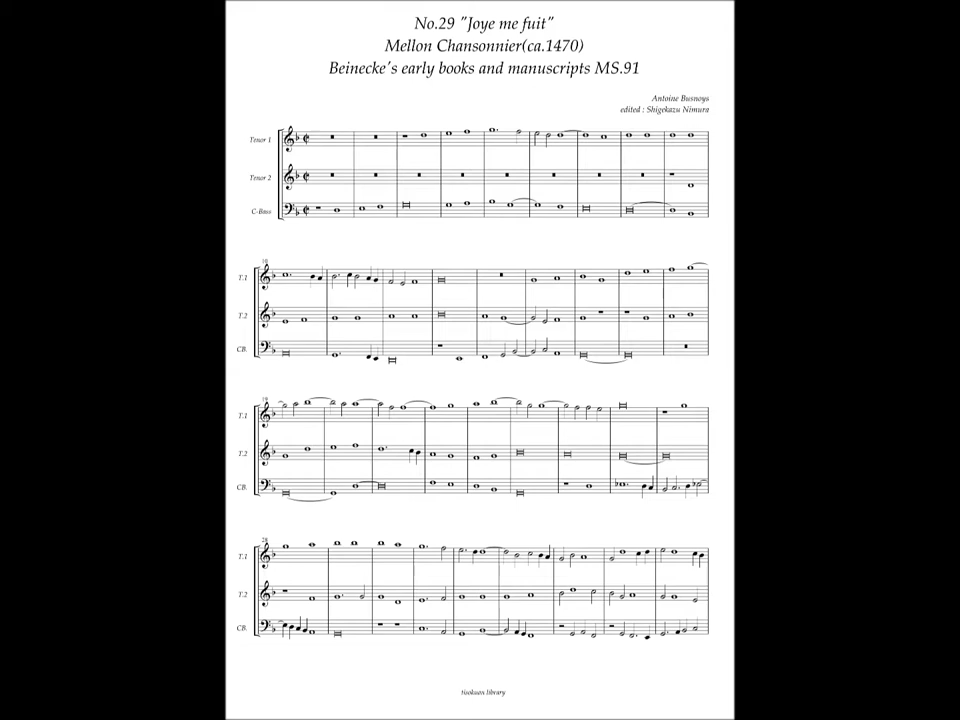 No.29 "Joye me fuit"
Mellon Chansonnier(ca.1470)
Beinecke's early books and manuscripts MS.91
Antoine Busnoys
edited : Shigekazu Nimura
Tenor 1
Tenor 2
C-Bass
10
T.1
T.2
CB.
19
T.1
T.2
CB.
28
T.1
T.2
CB.